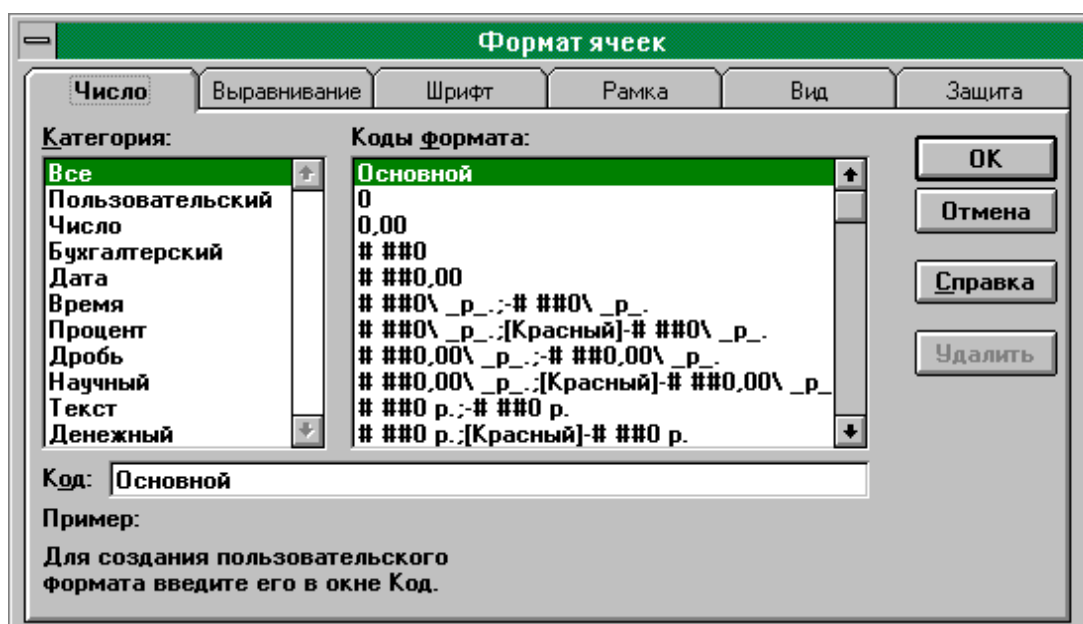 Формат ячеек
Число Выравнивание Шрифт Рамка Вид Защита
Категория:
Все
Пользовательский
Число
Бухгалтерский
Дата
Время
Процент
Дробь
Научный
Текст
Денежный
Коды формата:
Основной
0
0,00
# ##0
# ##0,00
# ##0\ _р_.;-# ##0\ _р_.
# ##0\ _р_.;[Красный]-# ##0\ _р_.
# ##0,00\ _р_.;-# ##0,00\ _р_.
# ##0,00\ _р_.;[Красный]-# ##0,00\ _р_
# ##0 р.;-# ##0 р.
# ##0 р.;[Красный]-# ##0 р.
OK
Отмена
Справка
Удалить
Код: Основной
Пример:
Для создания пользовательского
формата введите его в окне Код.